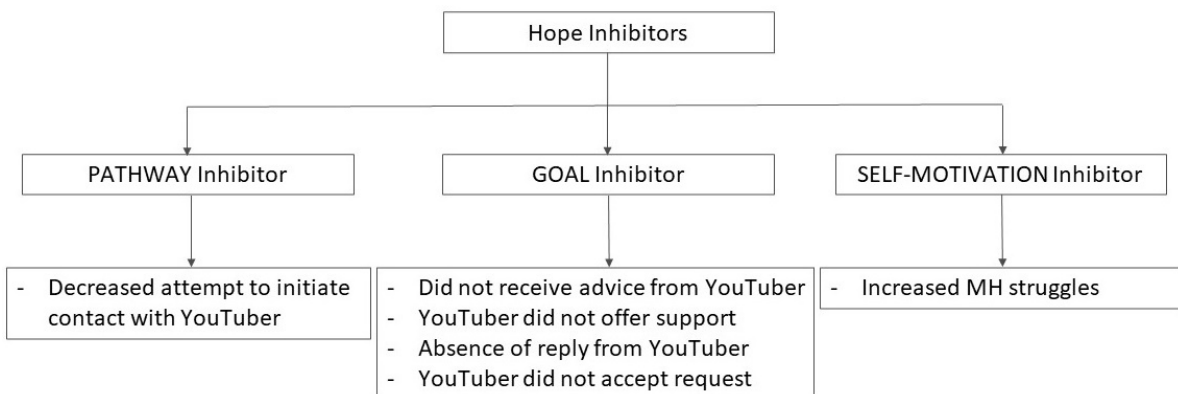 Hope Inhibitors
PATHWAY Inhibitor
GOAL Inhibitor
SELF-MOTIVATION Inhibitor
- Decreased attempt to initiate
contact with YouTuber
- Did not receive advice from YouTuber
- YouTuber did not offer support
- Absence of reply from YouTuber
- YouTuber did not accept request
- Increased MH struggles